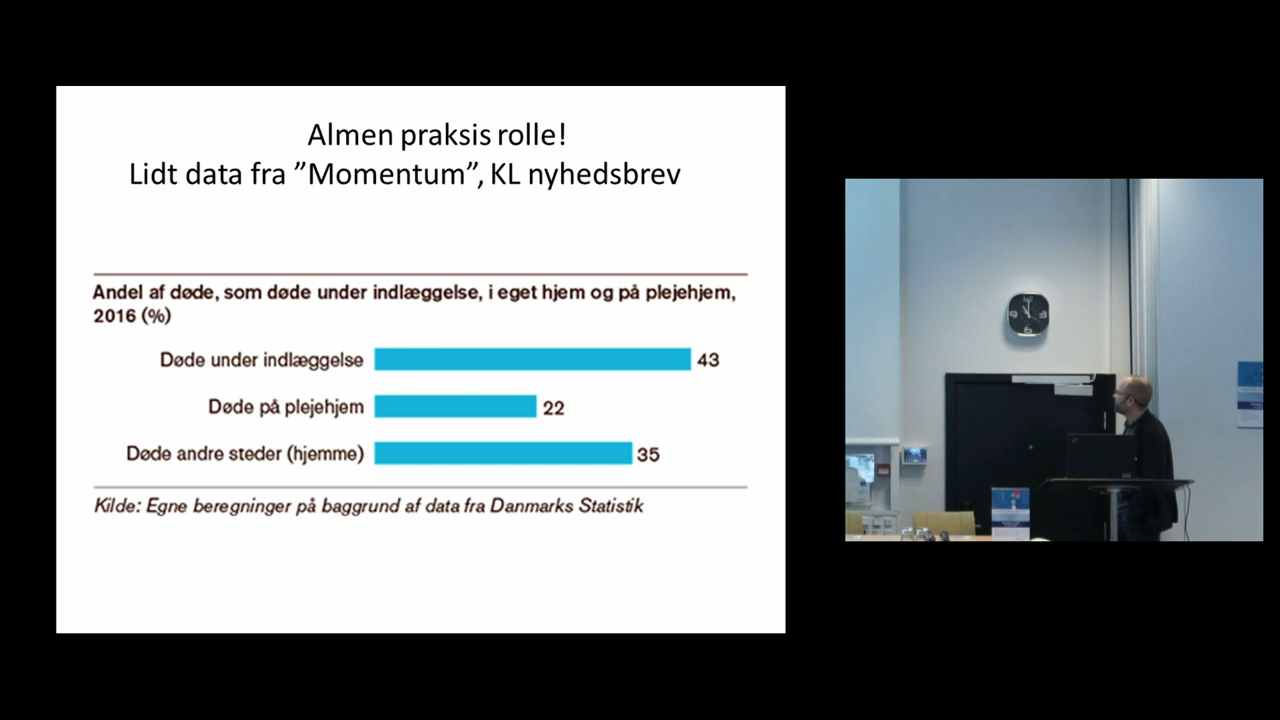 Almen praksis rolle!
Lidt data fra ”Momentum”, KL nyhedsbrev
Andel af døde, som døde under indlæggelse, i eget hjem og på plejehjem,
2016 (%)
Døde under indlæggelse 43
Døde på plejehjem 22
Døde andre steder (hjemme) 35
Kilde: Egne beregninger på baggrund af data fra Danmarks Statistik